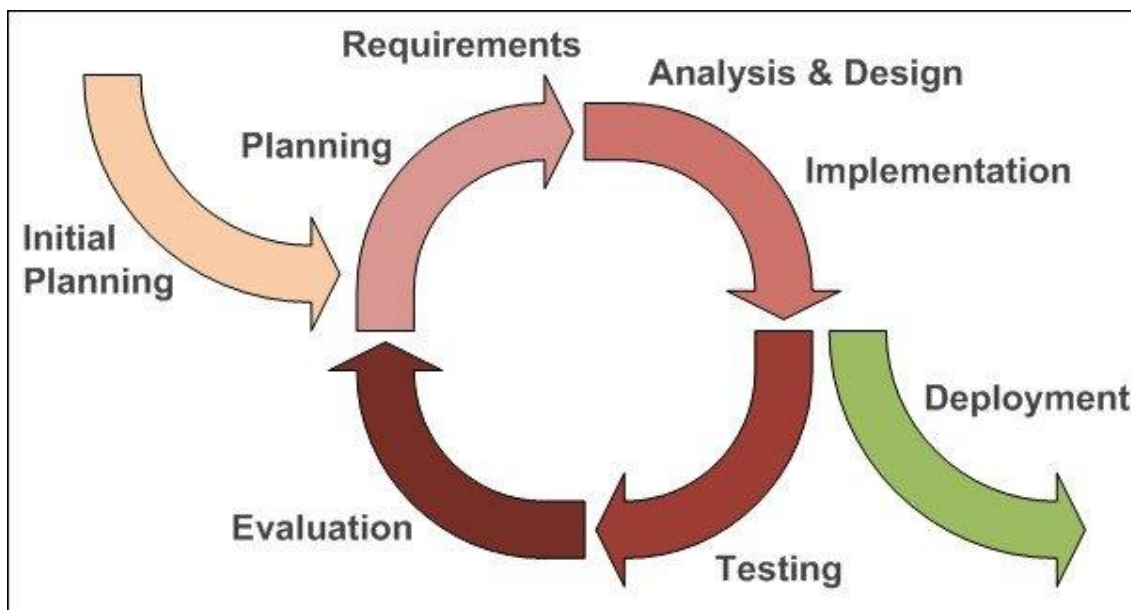 Requirements
Analysis & Design
Planning
Implementation
Initial
Planning
Deployment
Evaluation
Testing